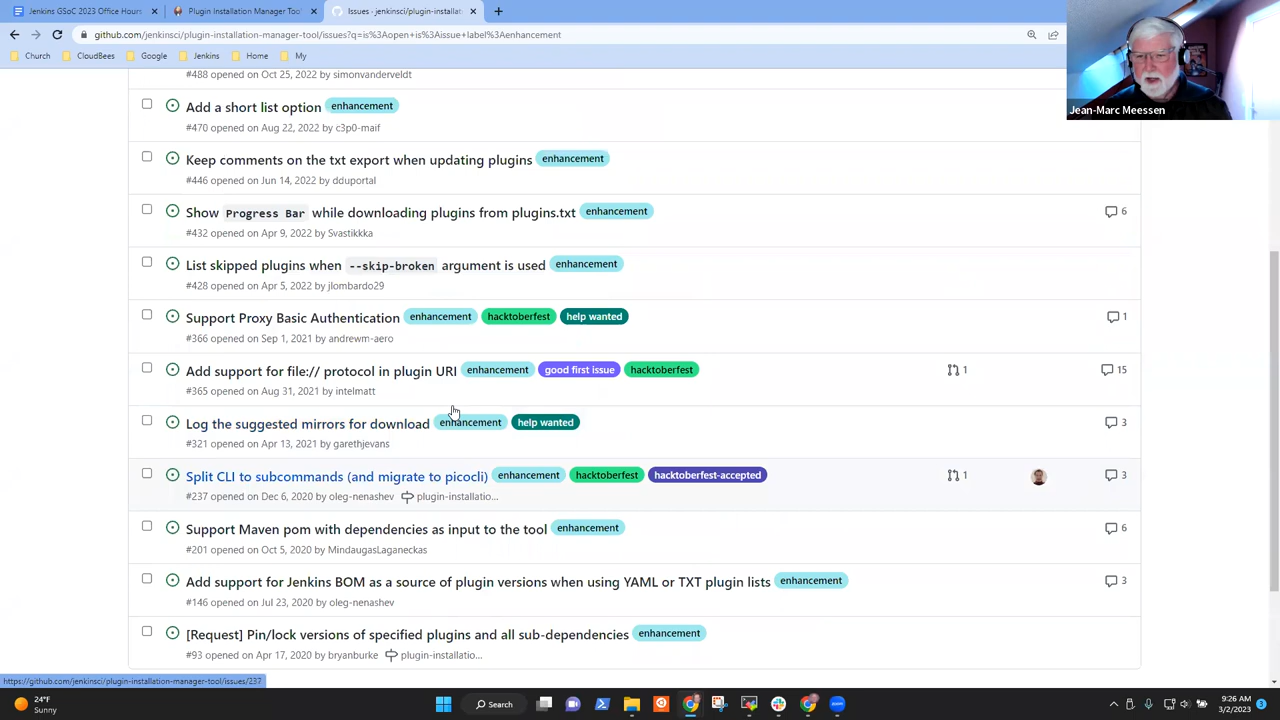 Jenkins GSoC 2023 Office Hours
Plugin Installation Manager Tool
Issues · jenkinsci/plugin-installat
github.com/jenkinsci/plugin-installation-manager-tool/issues?q=is%3Aopen+is%3Aissue+label%3Aenhancement
Church
CloudBees
Google
Jenkins
Home
My
Jean-Marc Meessen
#488 opened on Oct 25, 2022 by simonvanderveldt
Add a short list option enhancement
#470 opened on Aug 22, 2022 by c3p0-maif
Keep comments on the txt export when updating plugins enhancement
#446 opened on Jun 14, 2022 by dduportal
Show Progress Bar while downloading plugins from plugins.txt enhancement 6
#432 opened on Apr 9, 2022 by Svastikkka
List skipped plugins when --skip-broken argument is used enhancement
#428 opened on Apr 5, 2022 by jlombardo29
Support Proxy Basic Authentication enhancement hacktoberfest help wanted 1
#366 opened on Sep 1, 2021 by andrewm-aero
Add support for file:// protocol in plugin URI enhancement good first issue hacktoberfest 1 15
#365 opened on Aug 31, 2021 by intelmatt
Log the suggested mirrors for download enhancement help wanted 3
#321 opened on Apr 13, 2021 by garethjevans
Split CLI to subcommands (and migrate to picocli) enhancement hacktoberfest hacktoberfest-accepted 1 3
#237 opened on Dec 6, 2020 by oleg-nenashev plugin-installatio...
Support Maven pom with dependencies as input to the tool enhancement 6
#201 opened on Oct 5, 2020 by MindaugasLaganeckas
Add support for Jenkins BOM as a source of plugin versions when using YAML or TXT plugin lists enhancement 3
#146 opened on Jul 23, 2020 by oleg-nenashev
[Request] Pin/lock versions of specified plugins and all sub-dependencies enhancement
#93 opened on Apr 17, 2020 by bryanburke plugin-installatio...
https://github.com/jenkinsci/plugin-installation-manager-tool/issues/237
24°F
Sunny
Search
9:26 AM
3/2/2023
3